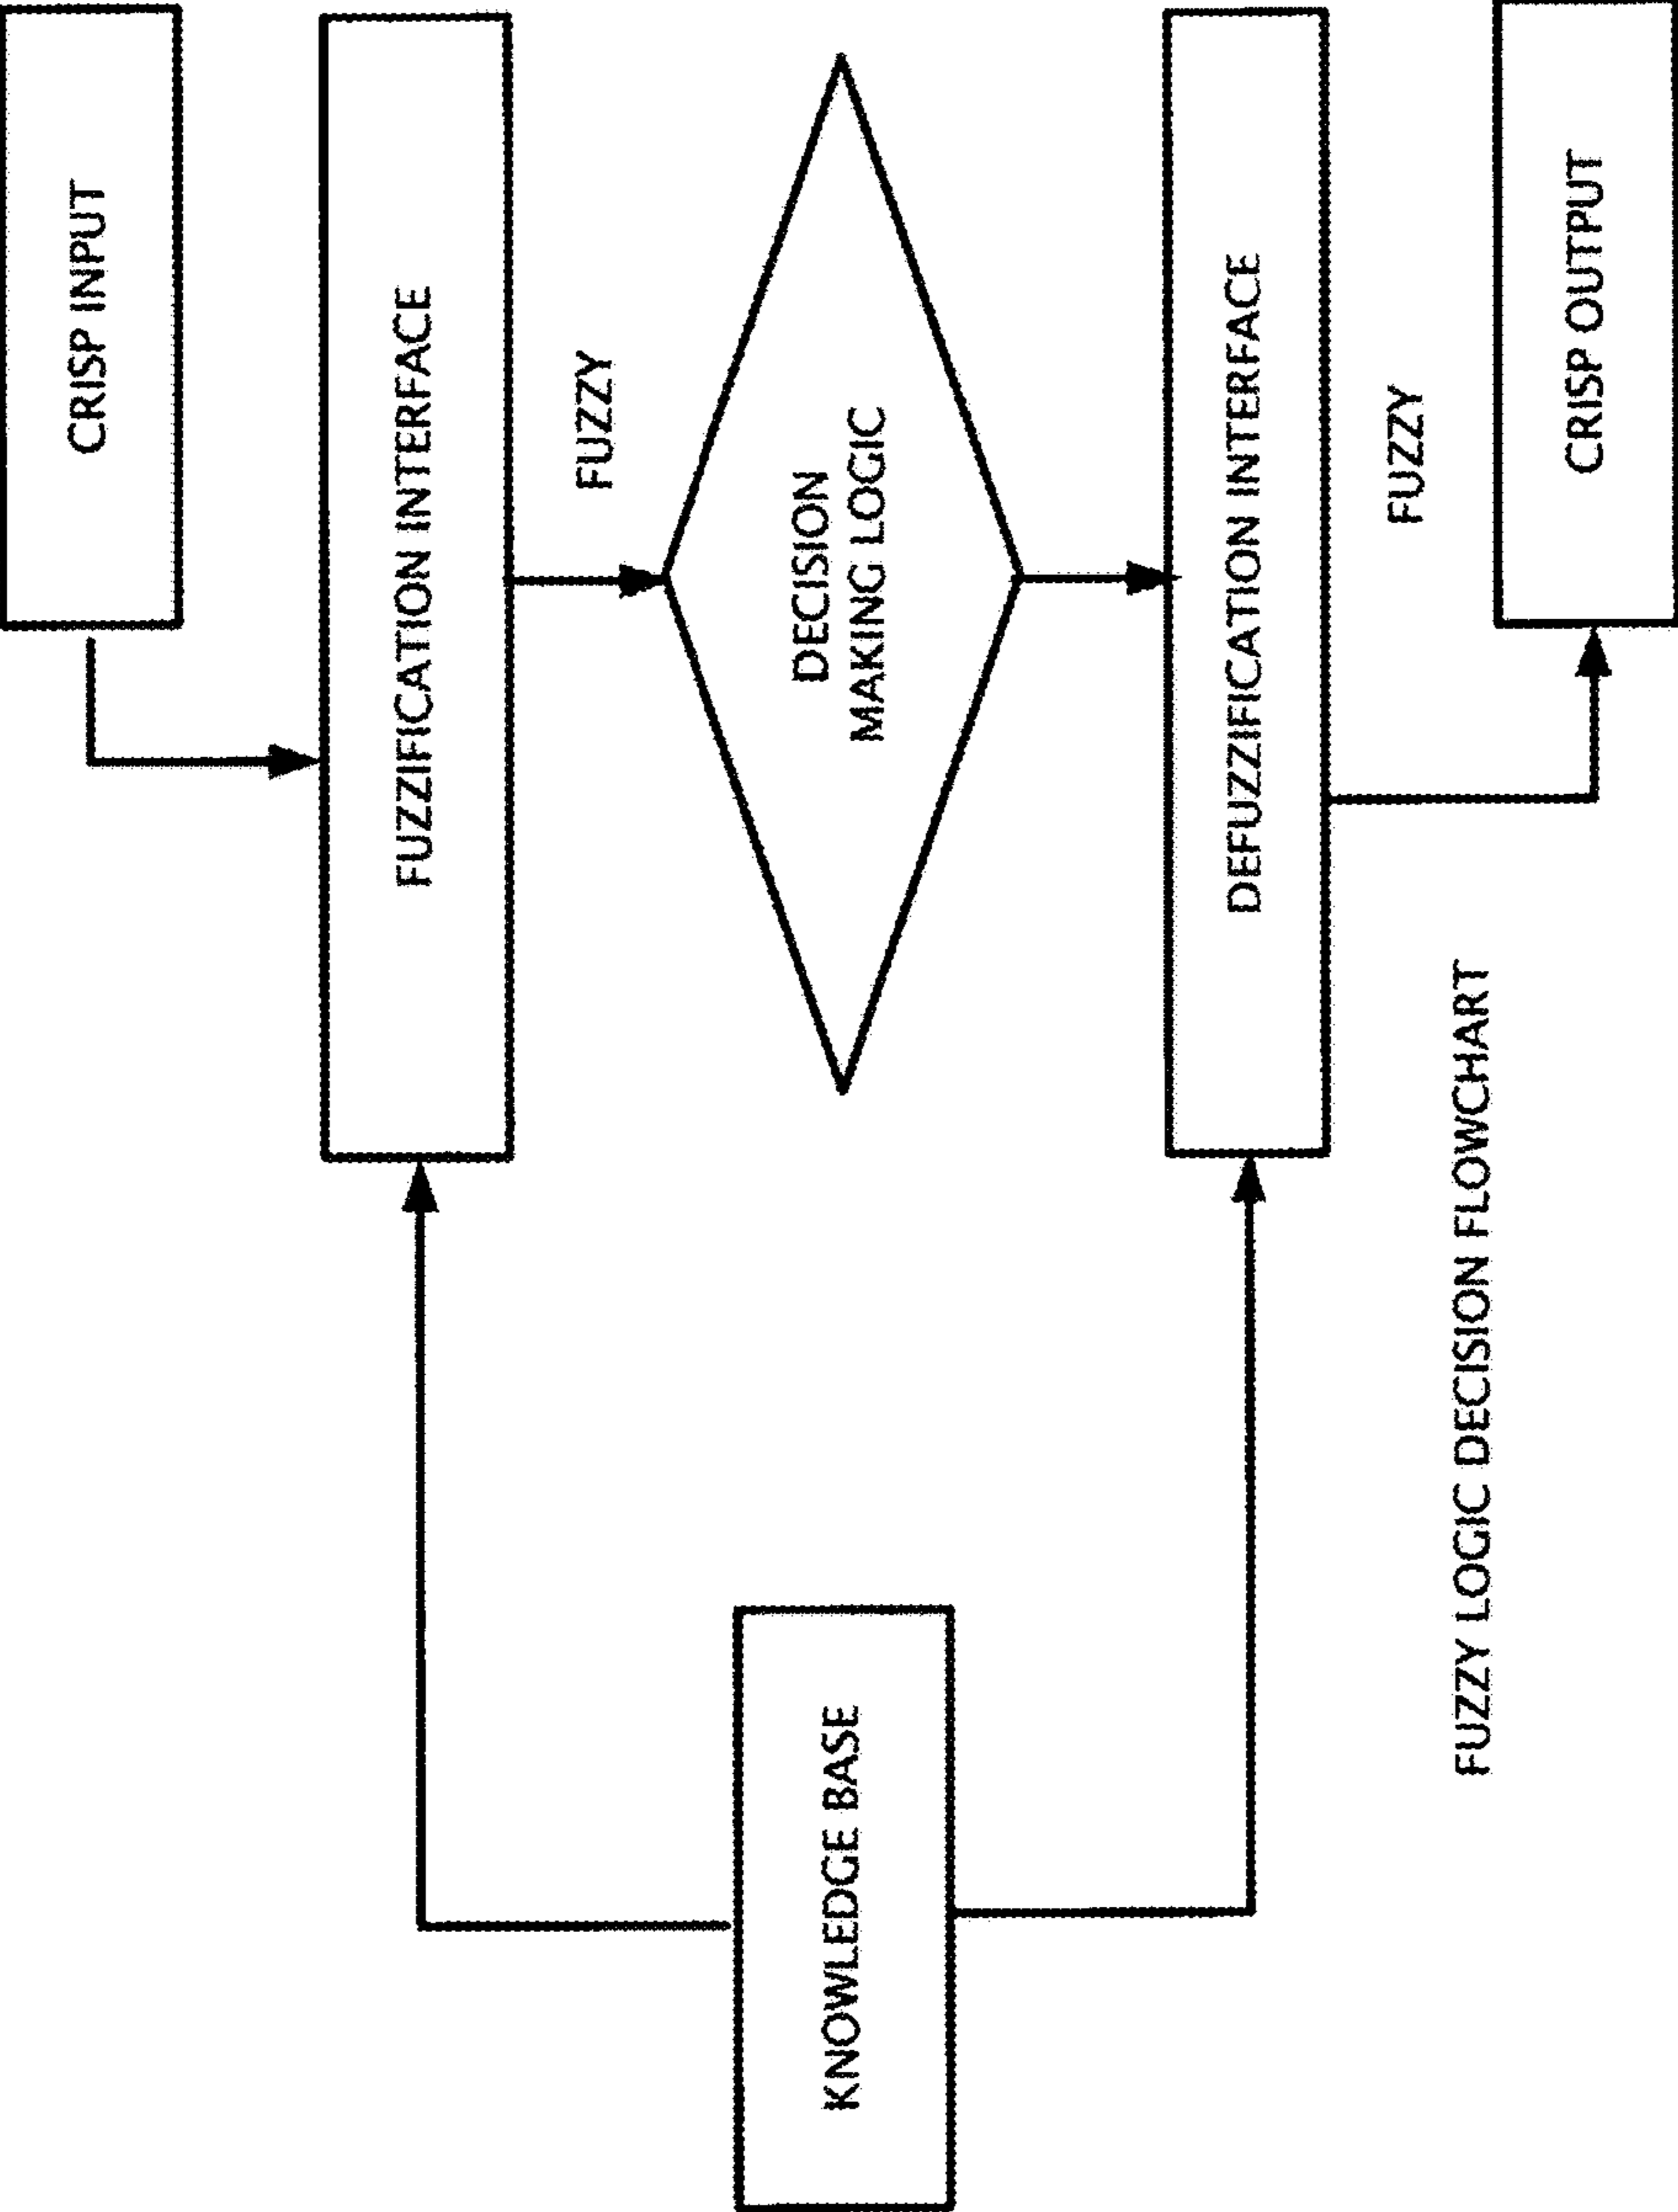 CRISP INPUT
FUZZIFICATION INTERFACE
FUZZY
DECISION
MAKING LOGIC
KNOWLEDGE BASE
DEFUZZIFICATION INTERFACE
FUZZY
CRISP OUTPUT
FUZZY LOGIC DECISION FLOWCHART